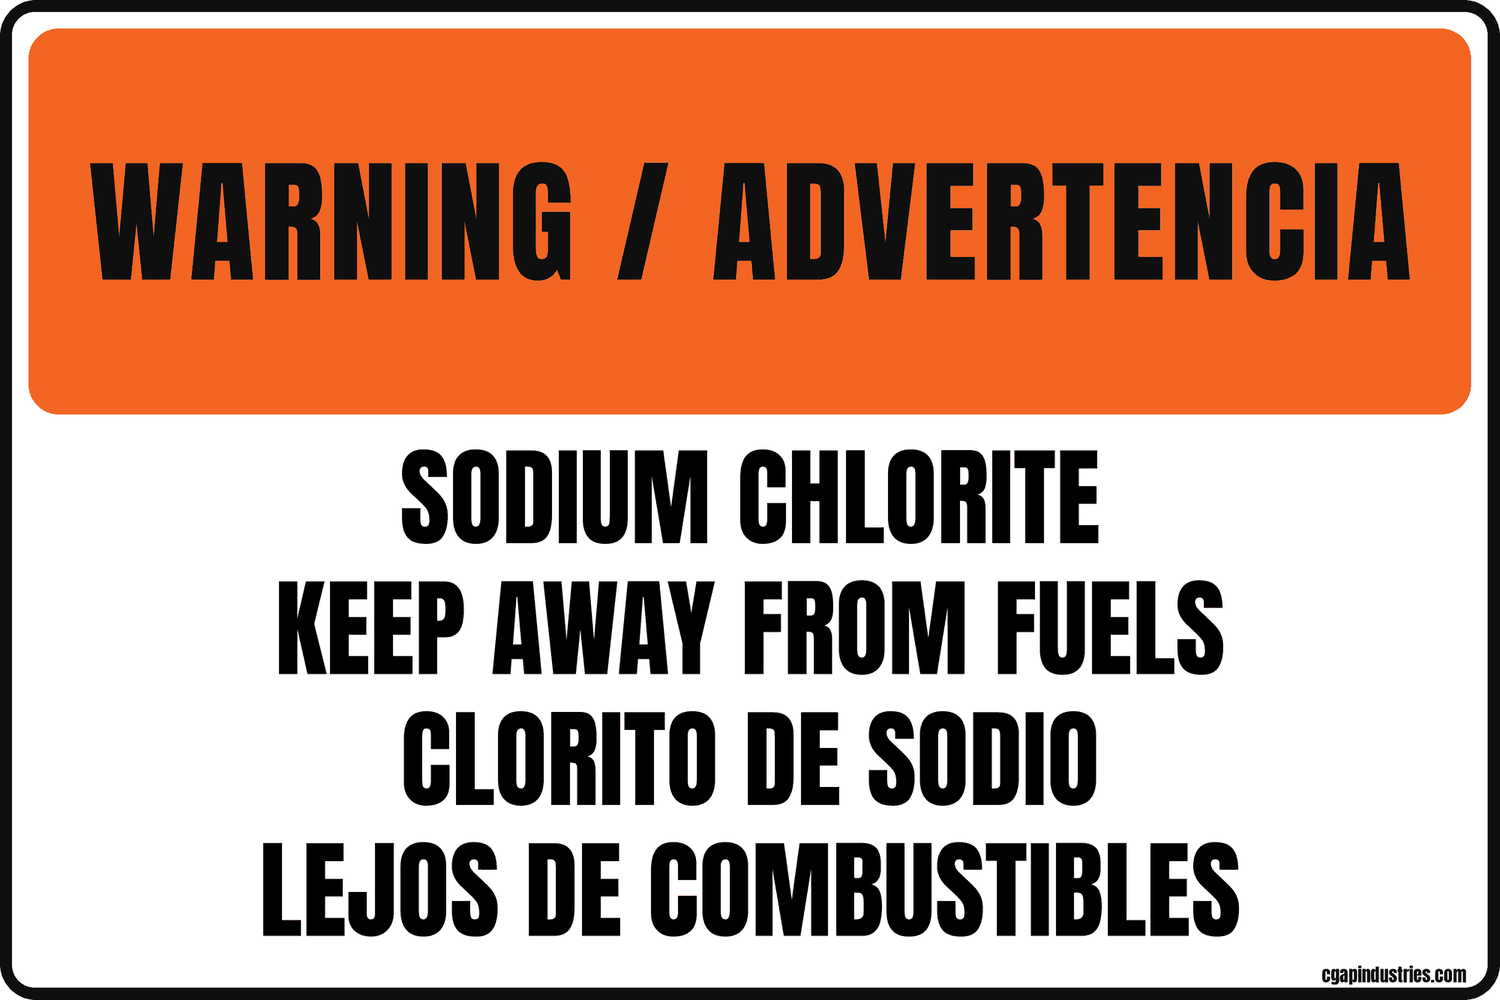 WARNING / ADVERTENCIA
SODIUM CHLORITE
KEEP AWAY FROM FUELS
CLORITO DE SODIO
LEJOS DE COMBUSTIBLES
cgapindustries.com